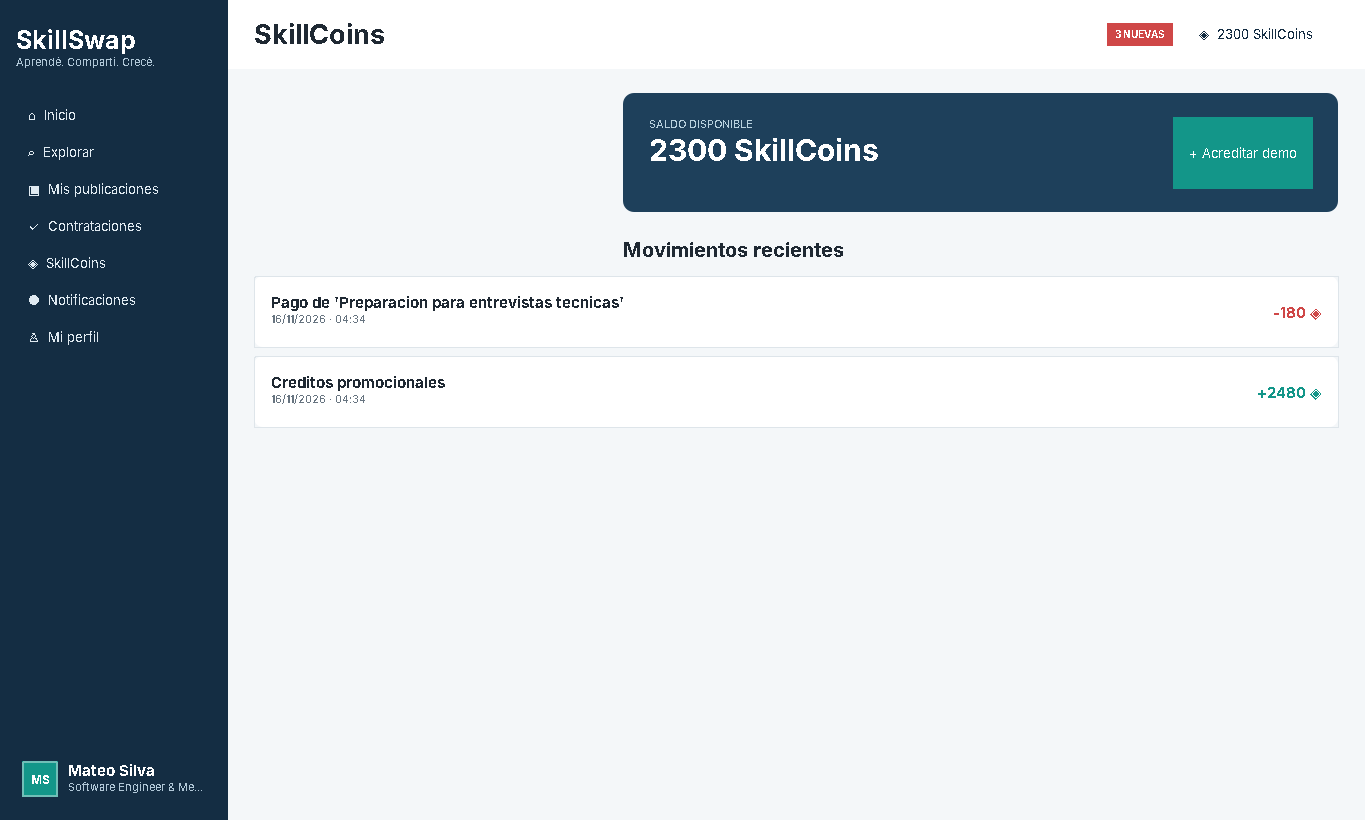 SkillSwap
Aprendé. Compartí. Crecé.
Inicio
Explorar
Mis publicaciones
Contrataciones
SkillCoins
Notificaciones
Mi perfil
MS
Mateo Silva
Software Engineer & Me...
SkillCoins
3 NUEVAS
◈ 2300 SkillCoins
SALDO DISPONIBLE
2300 SkillCoins
+ Acreditar demo
Movimientos recientes
Pago de 'Preparacion para entrevistas tecnicas'
16/11/2026 · 04:34
-180 ◈
Creditos promocionales
16/11/2026 · 04:34
+2480 ◈